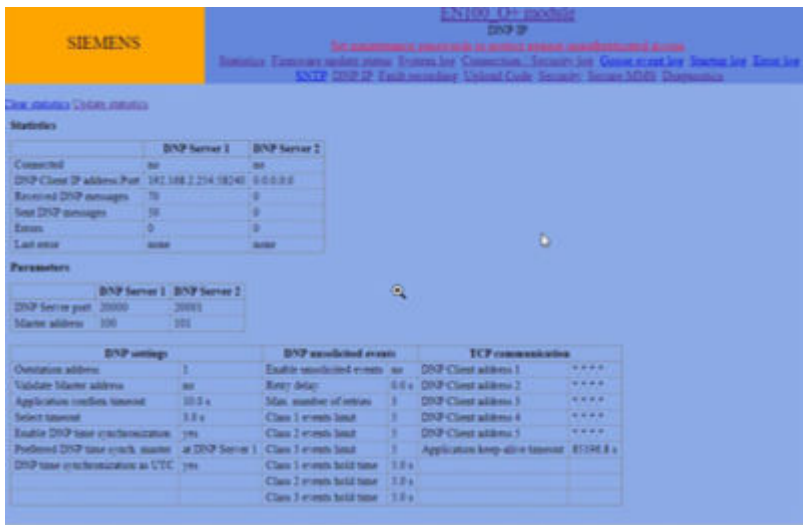 EN100_O+ module
DNP IP
SIEMENS
Set maintenance passwords to protect against unauthenticated access.
Statistics Firmware update status System log Connection / Security log Goose event log Startup log Error log
SNTP DNP IP Fault recording Upload Code Security Secure MMS Diagnostics
Clear statistics Update statistics
Statistics
DNP Server 1 DNP Server 2
Connected no no
DNP Client IP address:Port 192.168.2.254:58240 0.0.0.0:0
Received DNP messages 70 0
Sent DNP messages 50 0
Errors 0 0
Last error none none
Parameters
DNP Server 1 DNP Server 2
DNP Server port 20000 20001
Master address 100 101
DNP settings DNP unsolicited events TCP communication
Outstation address 1 Enable unsolicited events no DNP Client address 1 *.*.*.*
Validate Master address no Retry delay 0.0 s DNP Client address 2 *.*.*.*
Application confirm timeout 10.0 s Max. number of retries 3 DNP Client address 3 *.*.*.*
Select timeout Class 1 events limit 5 DNP Client address 4 *.*.*.*
Enable DNP time synchronization yes Class 2 events limit 5 DNP Client address 5 *.*.*.*
Preferred DNP time synch. master at DNP Server 1 Class 3 events limit 5 Application keep-alive timeout
DNP time synchronization as UTC yes Class 1 events hold time 5.0 s
Class 2 events hold time 5.0 s
Class 3 events hold time 5.0 s